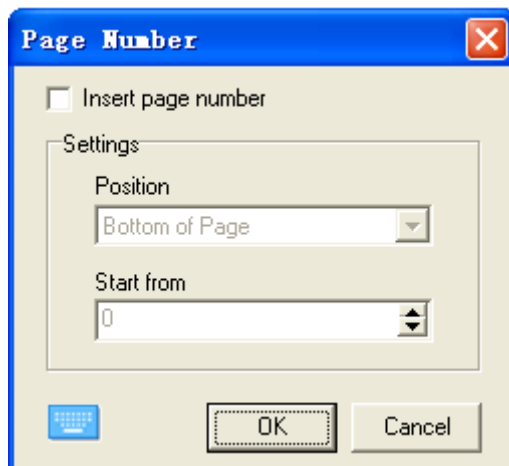 Page Number
Insert page number
Settings
Position
Bottom of Page
Start from
0
OK
Cancel